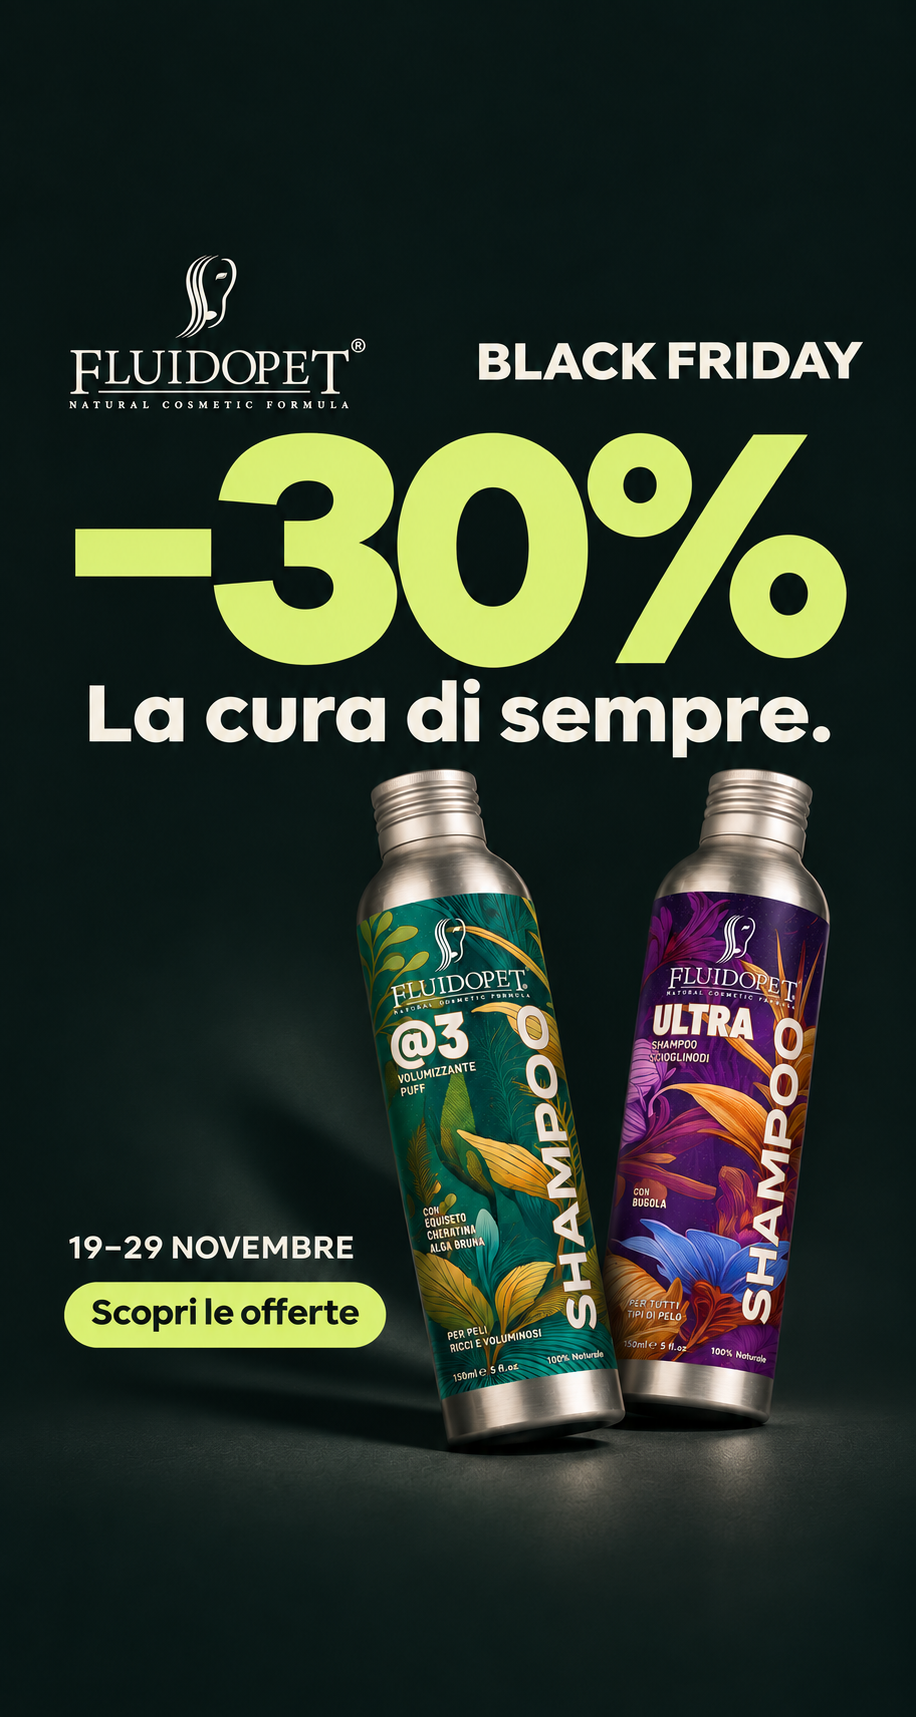 FLUIDOPET®
NATURAL COSMETIC FORMULA
BLACK FRIDAY
-30%
La cura di sempre.
FLUIDOPET
NATURAL COSMETIC FORMULA
@3
VOLUMIZZANTE
PUFF
SHAMPOO
CON
EQUISETO
CHERATINA
ALGA BRUNA
PER PELI
RICCI E VOLUMINOSI
150ml e 5 fl.oz
100% Naturale
FLUIDOPET
ULTRA
SHAMPOO
SCIOGLINODI
SHAMPOO
CON
BUGOLA
PER TUTTI
TIPI DI PELO
150ml e 5 fl.oz
100% Naturale
19–29 NOVEMBRE
Scopri le offerte